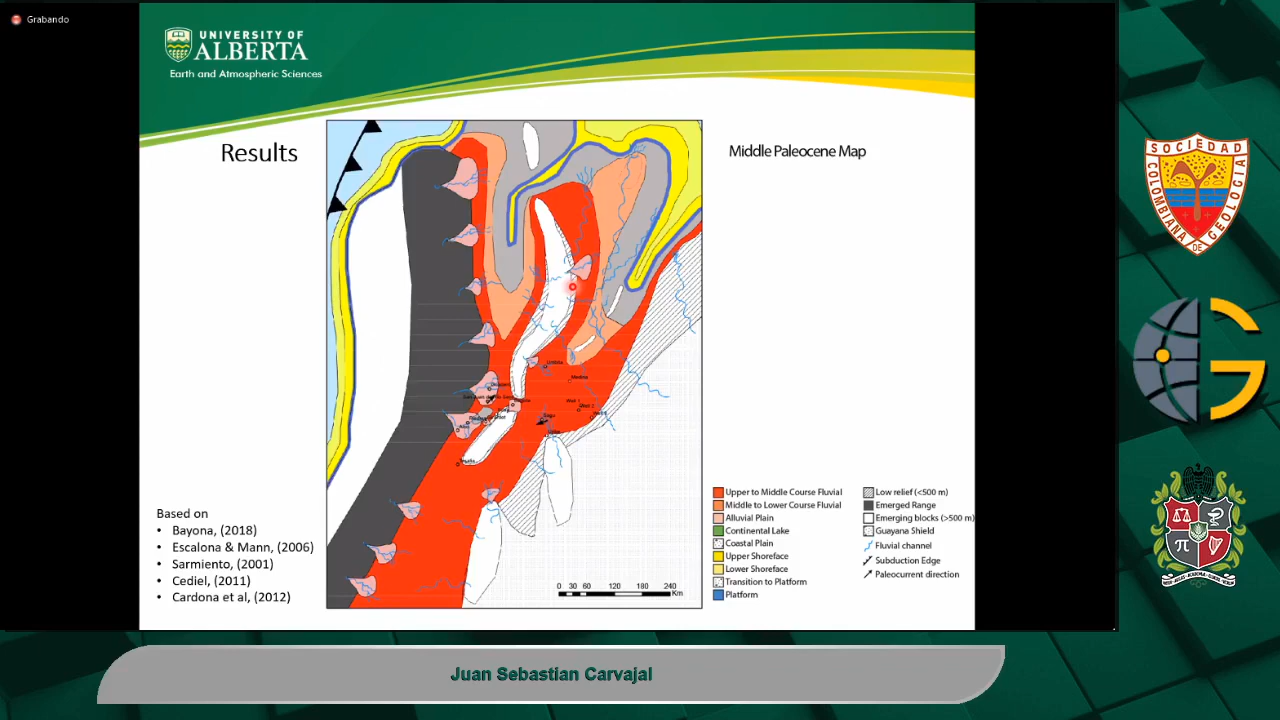 Grabando
UNIVERSITY OF
ALBERTA
Earth and Atmospheric Sciences
Results
Middle Paleocene Map
Based on
• Bayona, (2018)
• Escalona & Mann, (2006)
• Sarmiento, (2001)
• Cediel, (2011)
• Cardona et al, (2012)
Medina
Well 1
0 30 60 120 180 240
Km
Upper to Middle Course Fluvial
Middle to Lower Course Fluvial
Alluvial Plain
Continental Lake
Coastal Plain
Upper Shoreface
Lower Shoreface
Transition to Platform
Platform
Low relief (<500 m)
Emerged Range
Emerging blocks (>500 m)
Guayana Shield
Fluvial channel
Subduction Edge
Paleocurrent direction
SOCIEDAD
COLOMBIANA
DE
GEOLOGIA
G
π
Juan Sebastian Carvajal